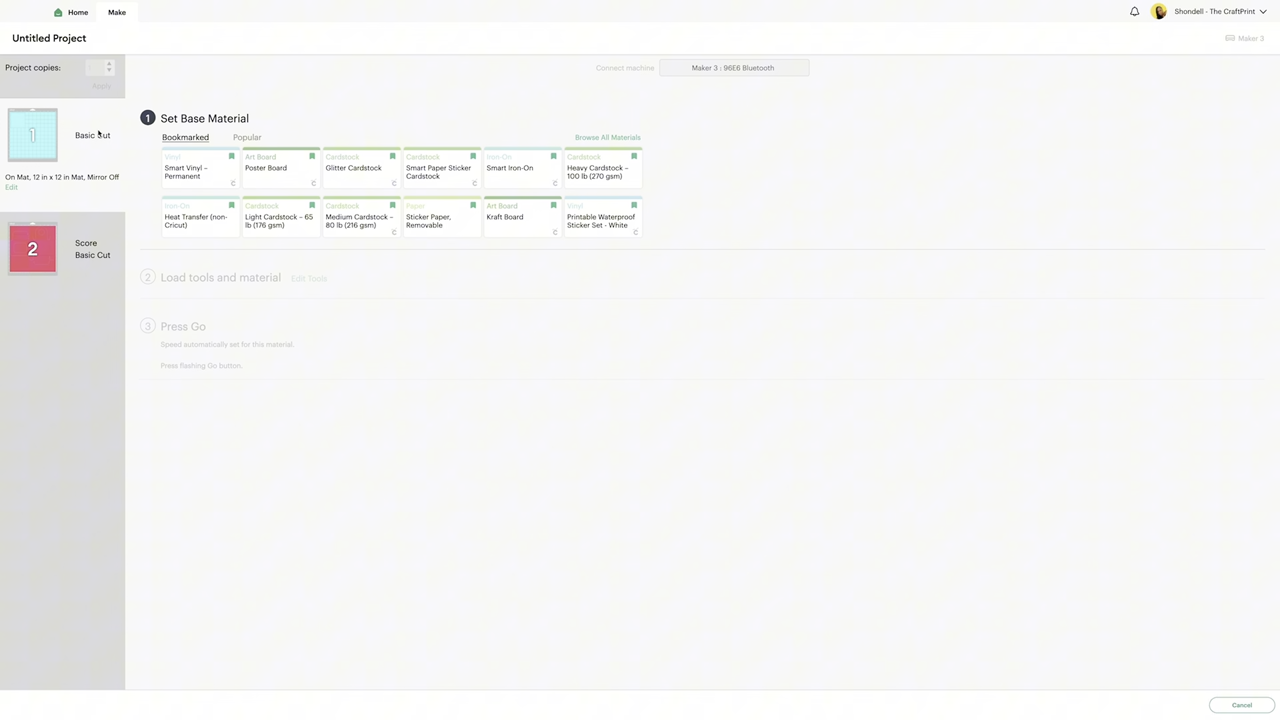 Home
Make
Shondell - The CraftPrint
Untitled Project
Maker 3
Project copies:
Apply
Connect machine
Maker 3 : 96E6 Bluetooth
1
Basic Cut
On Mat, 12 in x 12 in Mat, Mirror Off
Edit
2
Score
Basic Cut
1 Set Base Material
Bookmarked
Popular
Browse All Materials
Vinyl
Smart Vinyl –
Permanent
Art Board
Poster Board
Cardstock
Glitter Cardstock
Cardstock
Smart Paper Sticker
Cardstock
Iron-On
Smart Iron-On
Cardstock
Heavy Cardstock –
100 lb (270 gsm)
Iron-On
Heat Transfer (non-
Cricut)
Cardstock
Light Cardstock – 65
lb (176 gsm)
Cardstock
Medium Cardstock –
80 lb (216 gsm)
Paper
Sticker Paper,
Removable
Art Board
Kraft Board
Vinyl
Printable Waterproof
Sticker Set - White
2 Load tools and material
Edit Tools
3 Press Go
Speed automatically set for this material.
Press flashing Go button.
Cancel